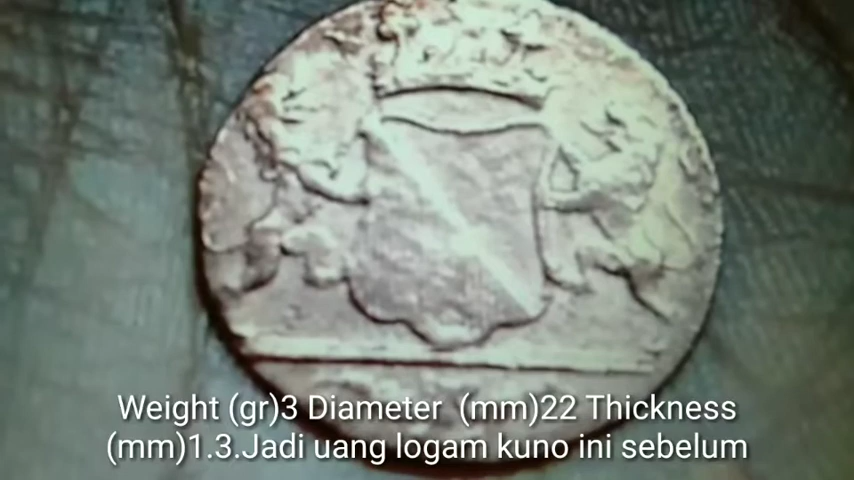 Weight (gr)3 Diameter (mm)22 Thickness
(mm)1.3.Jadi uang logam kuno ini sebelum